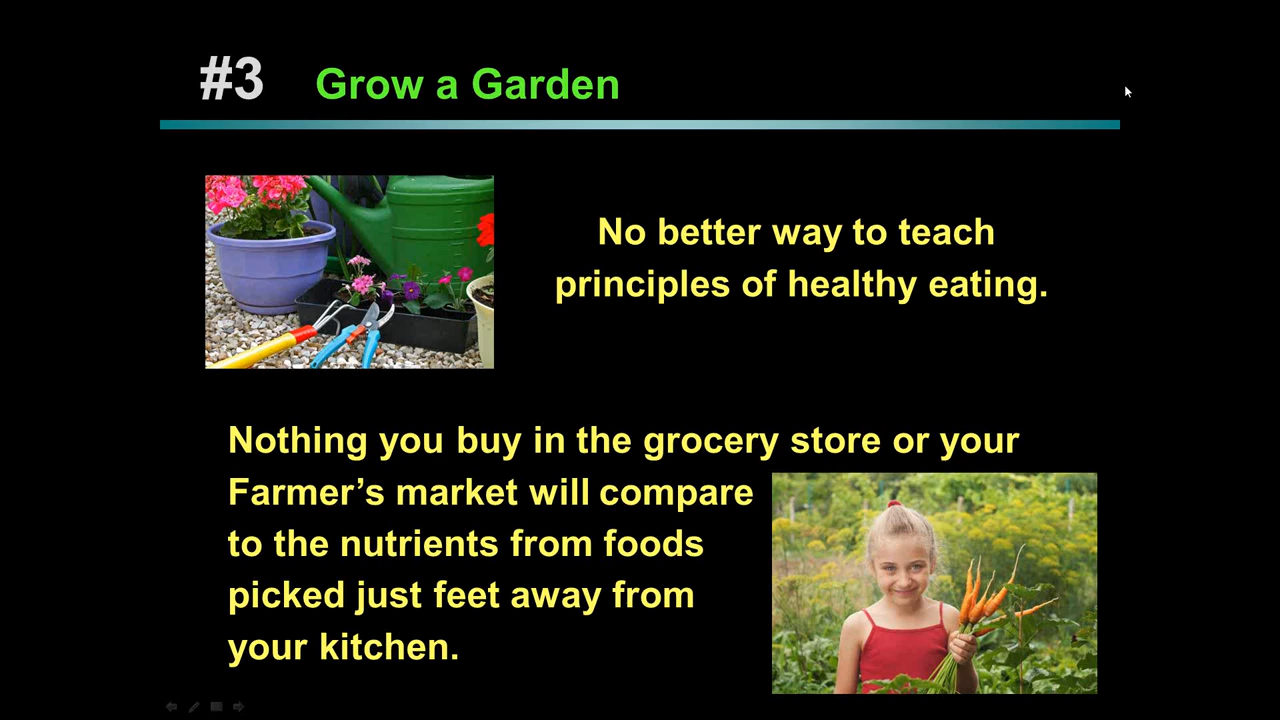 #3 Grow a Garden
No better way to teach
principles of healthy eating.
Nothing you buy in the grocery store or your
Farmer’s market will compare
to the nutrients from foods
picked just feet away from
your kitchen.